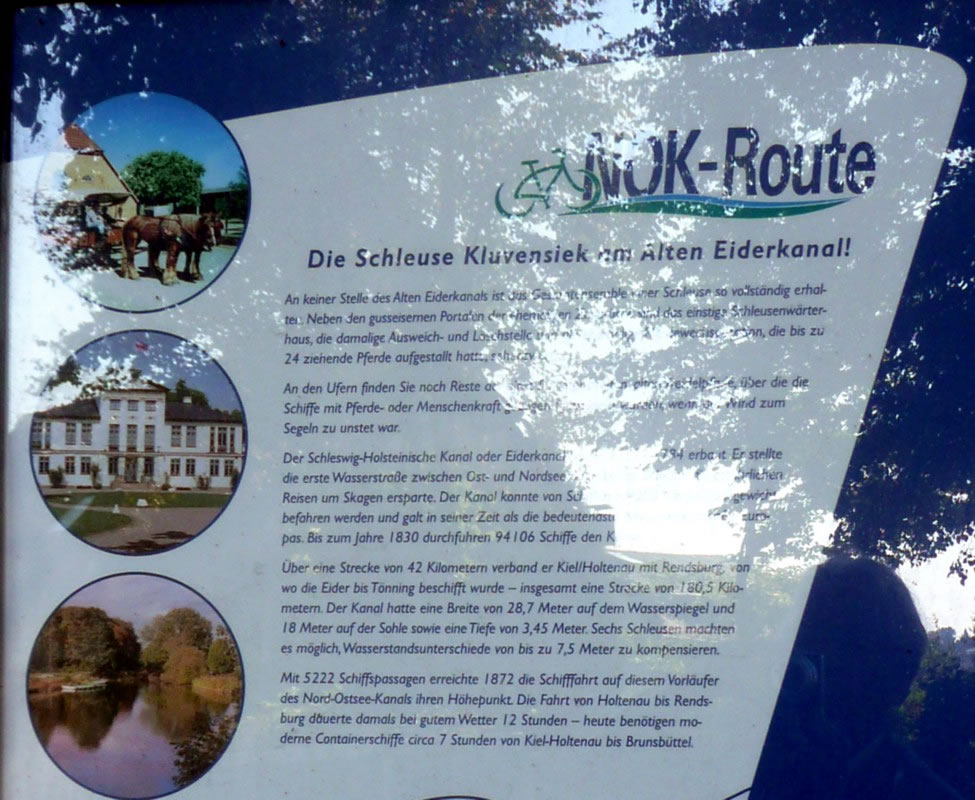 NOK-Route
Die Schleuse Kluvensiek am Alten Eiderkanal!
An keiner Stelle des Alten Eiderkanals ist das Gesamtensemble einer Schleuse so vollständig erhal-
ten. Neben den gusseisernen Portalen der sind das einstige Schleusenwärter-
haus, die damalige Ausweich- und Löschstelle die bis zu
24 ziehende Pferde aufgestallt hatte,
An den Ufern finden Sie noch Reste über die die
Schiffe mit Pferde- oder Menschenkraft gezogen wurden, wenn der Wind zum
Segeln zu unstet war.
Der Schleswig-Holsteinische Kanal oder Eiderkanal erbaut. Er stellte
die erste Wasserstraße zwischen Ost- und Nordsee
Reisen um Skagen ersparte. Der Kanal konnte von
befahren werden und galt in seiner Zeit als die
pas. Bis zum Jahre 1830 durchfuhren 94106 Schiffe den
Über eine Strecke von 42 Kilometern verband er Kiel/Holtenau mit Rendsburg, von
wo die Eider bis Tönning beschifft wurde – insgesamt eine Strecke von 180,5 Kilo-
metern. Der Kanal hatte eine Breite von 28,7 Meter auf dem Wasserspiegel und
18 Meter auf der Sohle sowie eine Tiefe von 3,45 Meter. Sechs Schleusen machten
es möglich, Wasserstandsunterschiede von bis zu 7,5 Meter zu kompensieren.
Mit 5222 Schiffspassagen erreichte 1872 die Schifffahrt auf diesem Vorläufer
des Nord-Ostsee-Kanals ihren Höhepunkt. Die Fahrt von Holtenau bis Rends-
burg dauerte damals bei gutem Wetter 12 Stunden – heute benötigen mo-
derne Containerschiffe circa 7 Stunden von Kiel-Holtenau bis Brunsbüttel.